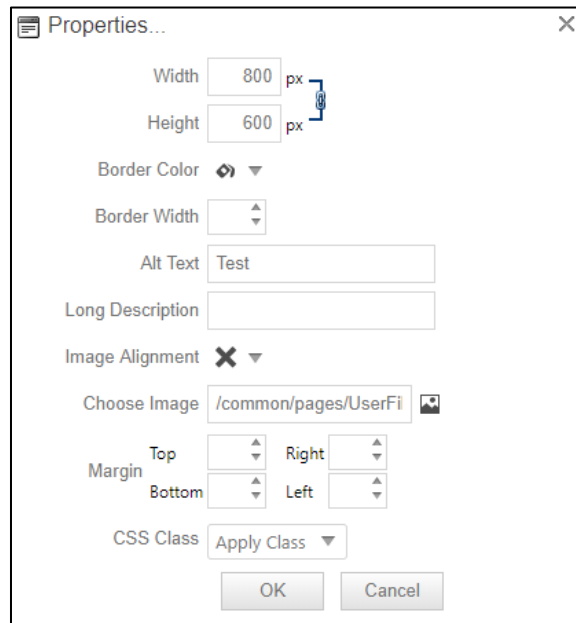 Properties...
Width 800 px
Height 600 px
Border Color
Border Width
Alt Text Test
Long Description
Image Alignment
Choose Image /common/pages/UserFil
Margin Top Right
Bottom Left
CSS Class Apply Class
OK Cancel